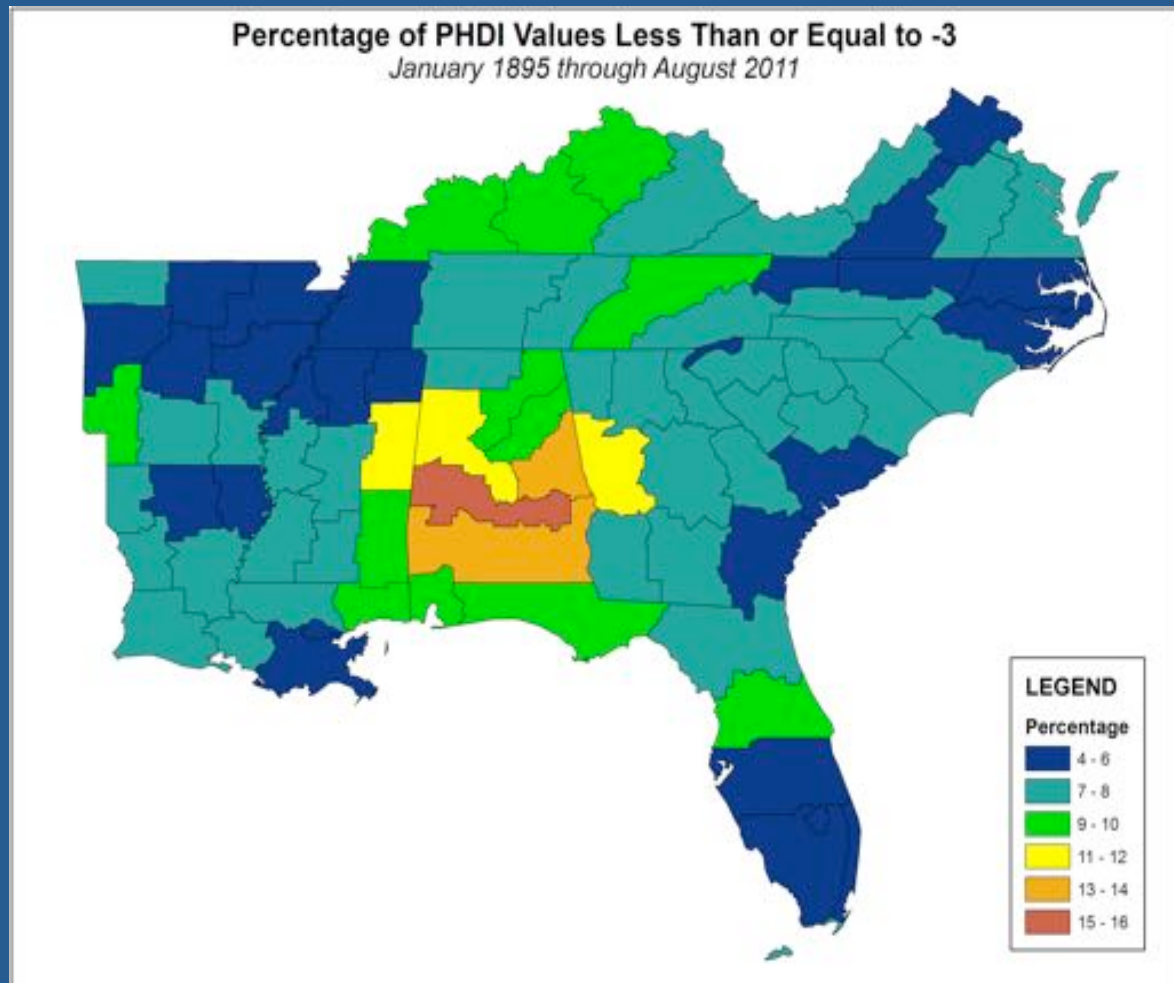 Percentage of PHDI Values Less Than or Equal to -3
January 1895 through August 2011
LEGEND
Percentage
4 - 6
7 - 8
9 - 10
11 - 12
13 - 14
15 - 16